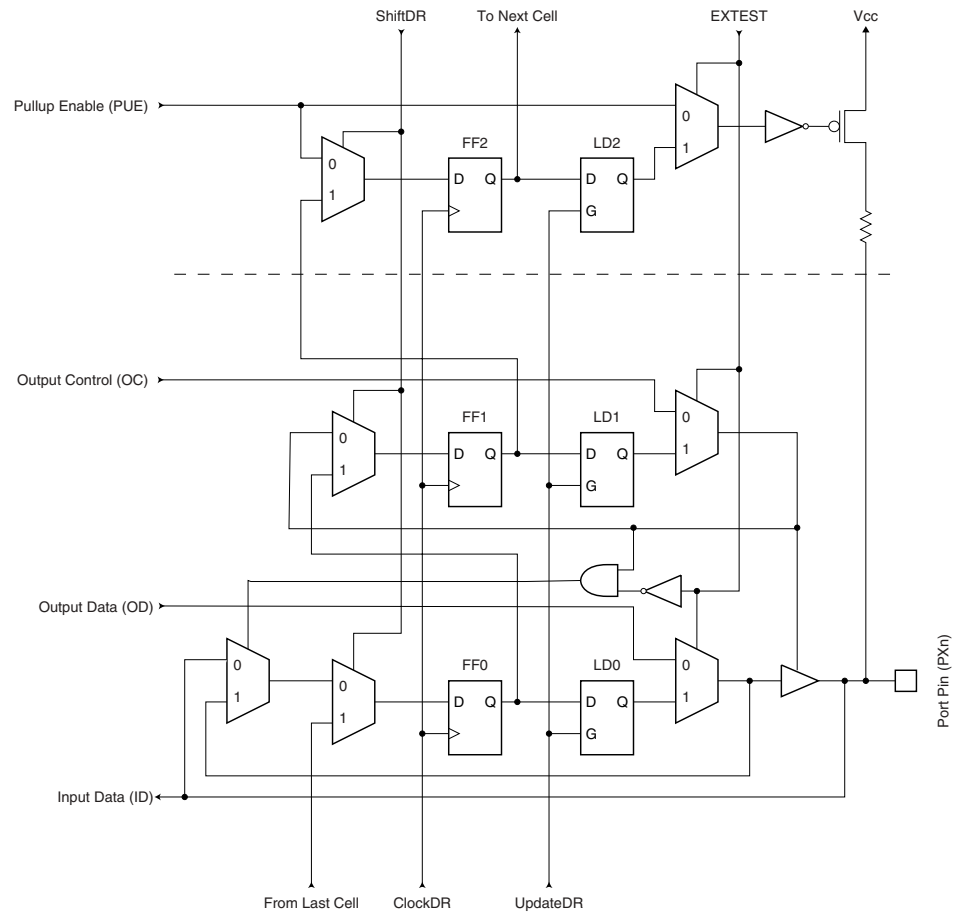 ShiftDR
To Next Cell
EXTEST
Vcc
Pullup Enable (PUE)
0
1
FF2
D Q
LD2
D Q
G
0
1
Output Control (OC)
0
1
FF1
D Q
LD1
D Q
G
0
1
Output Data (OD)
0
1
0
1
FF0
D Q
LD0
D Q
G
0
1
Port Pin (PXn)
Input Data (ID)
From Last Cell
ClockDR
UpdateDR